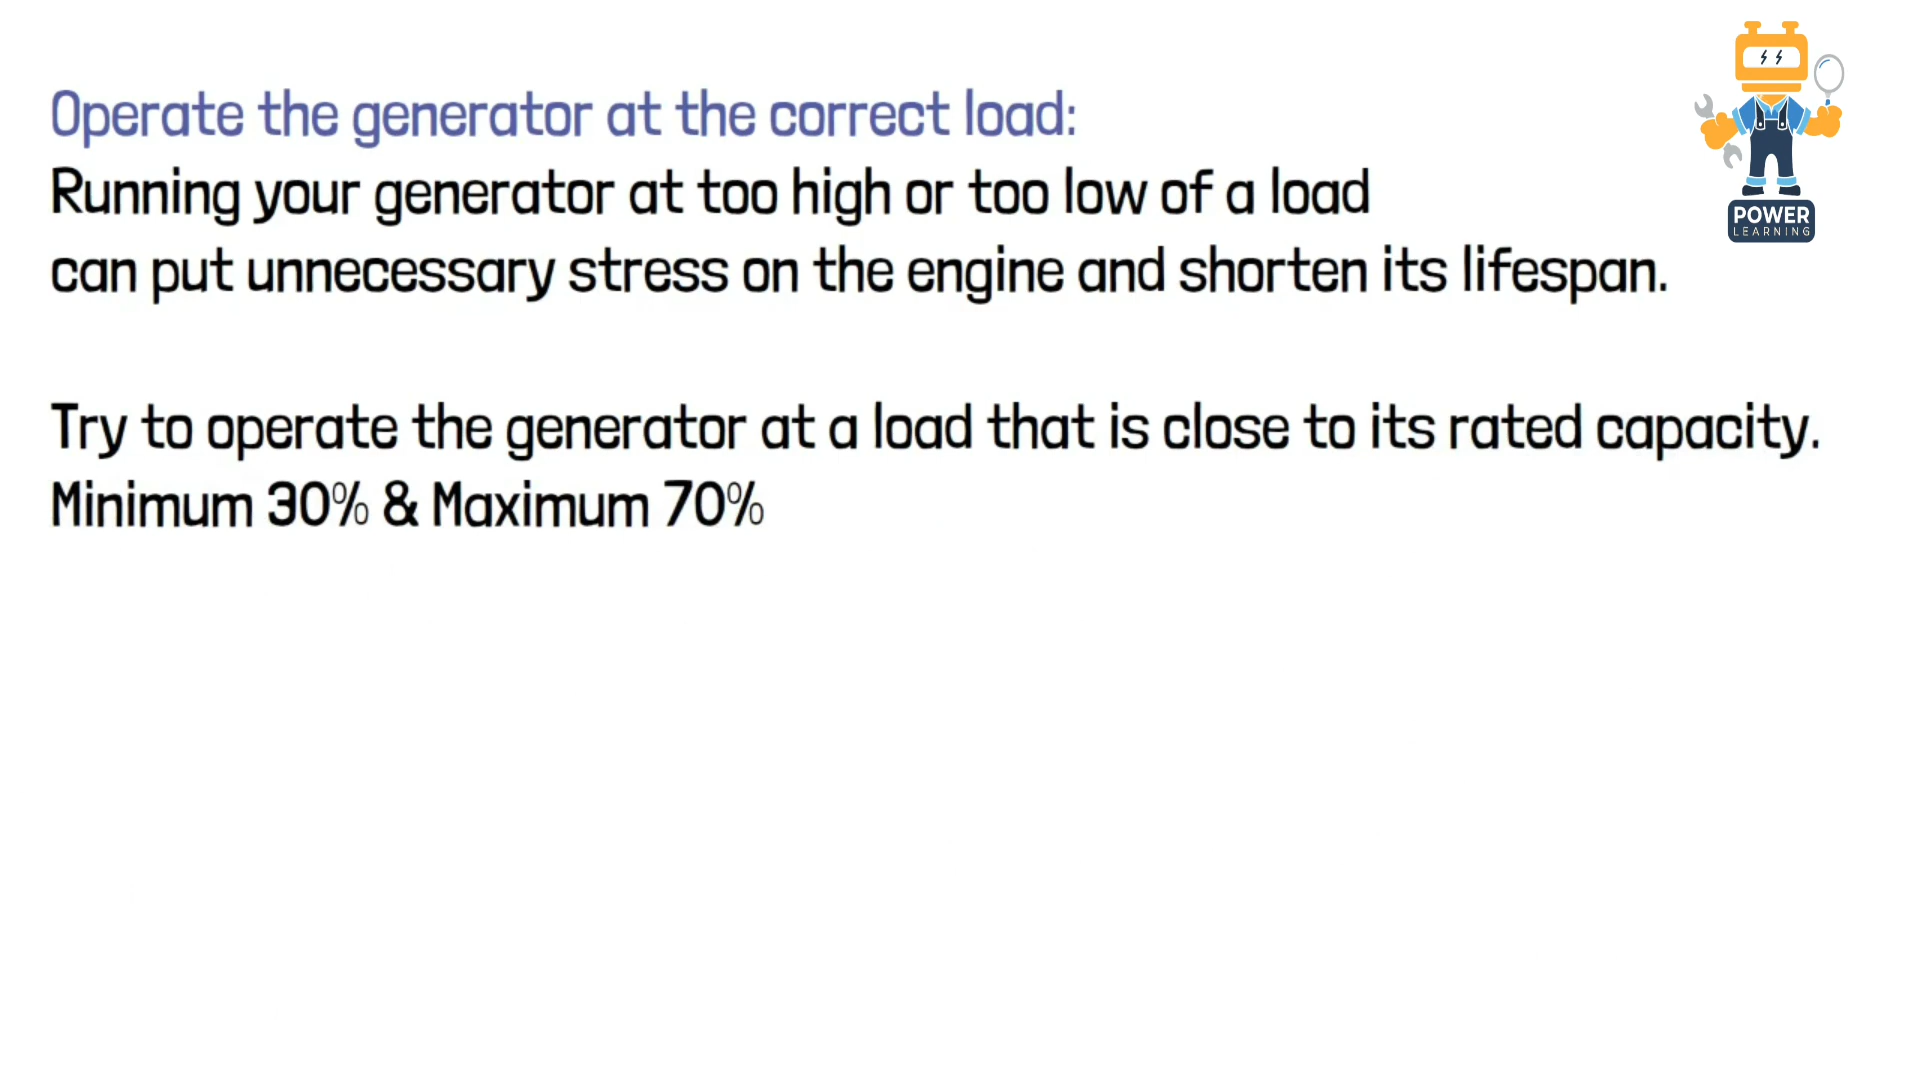 Operate the generator at the correct load:
Running your generator at too high or too low of a load
can put unnecessary stress on the engine and shorten its lifespan.
Try to operate the generator at a load that is close to its rated capacity.
Minimum 30% & Maximum 70%
POWER
LEARNING